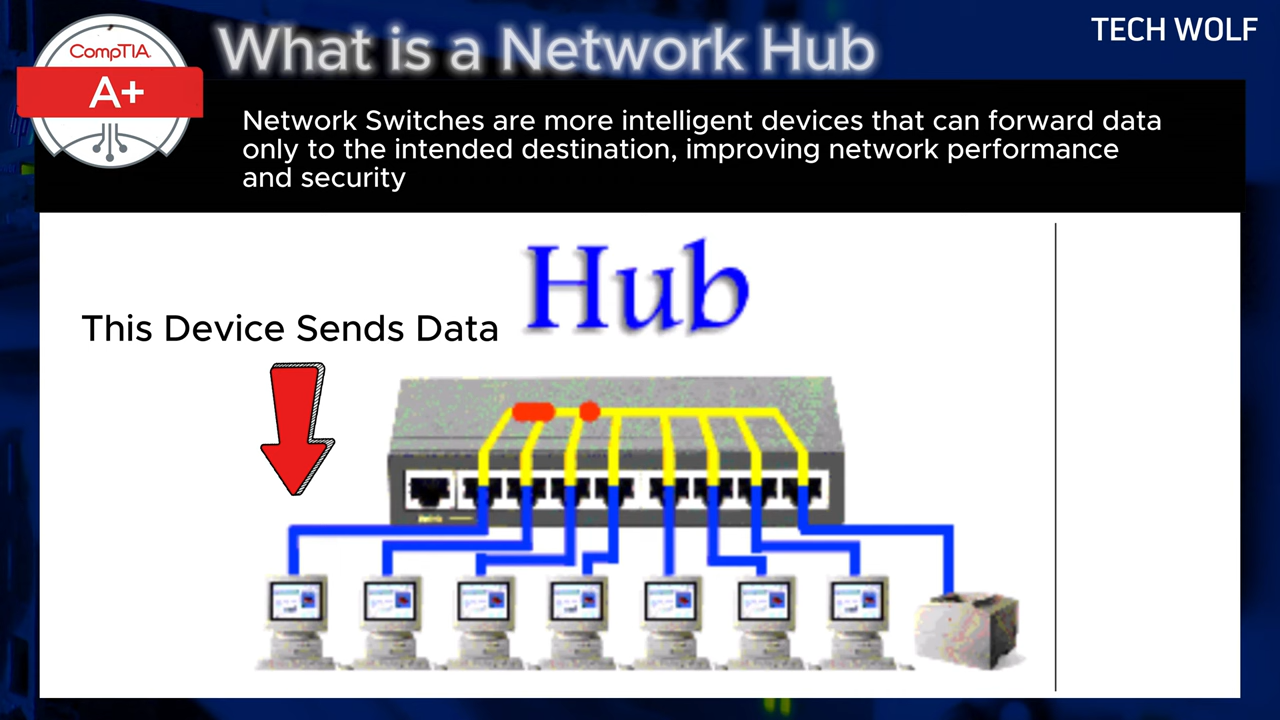 CompTIA.
A+
What is a Network Hub
TECH WOLF
Network Switches are more intelligent devices that can forward data
only to the intended destination, improving network performance
and security
Hub
This Device Sends Data